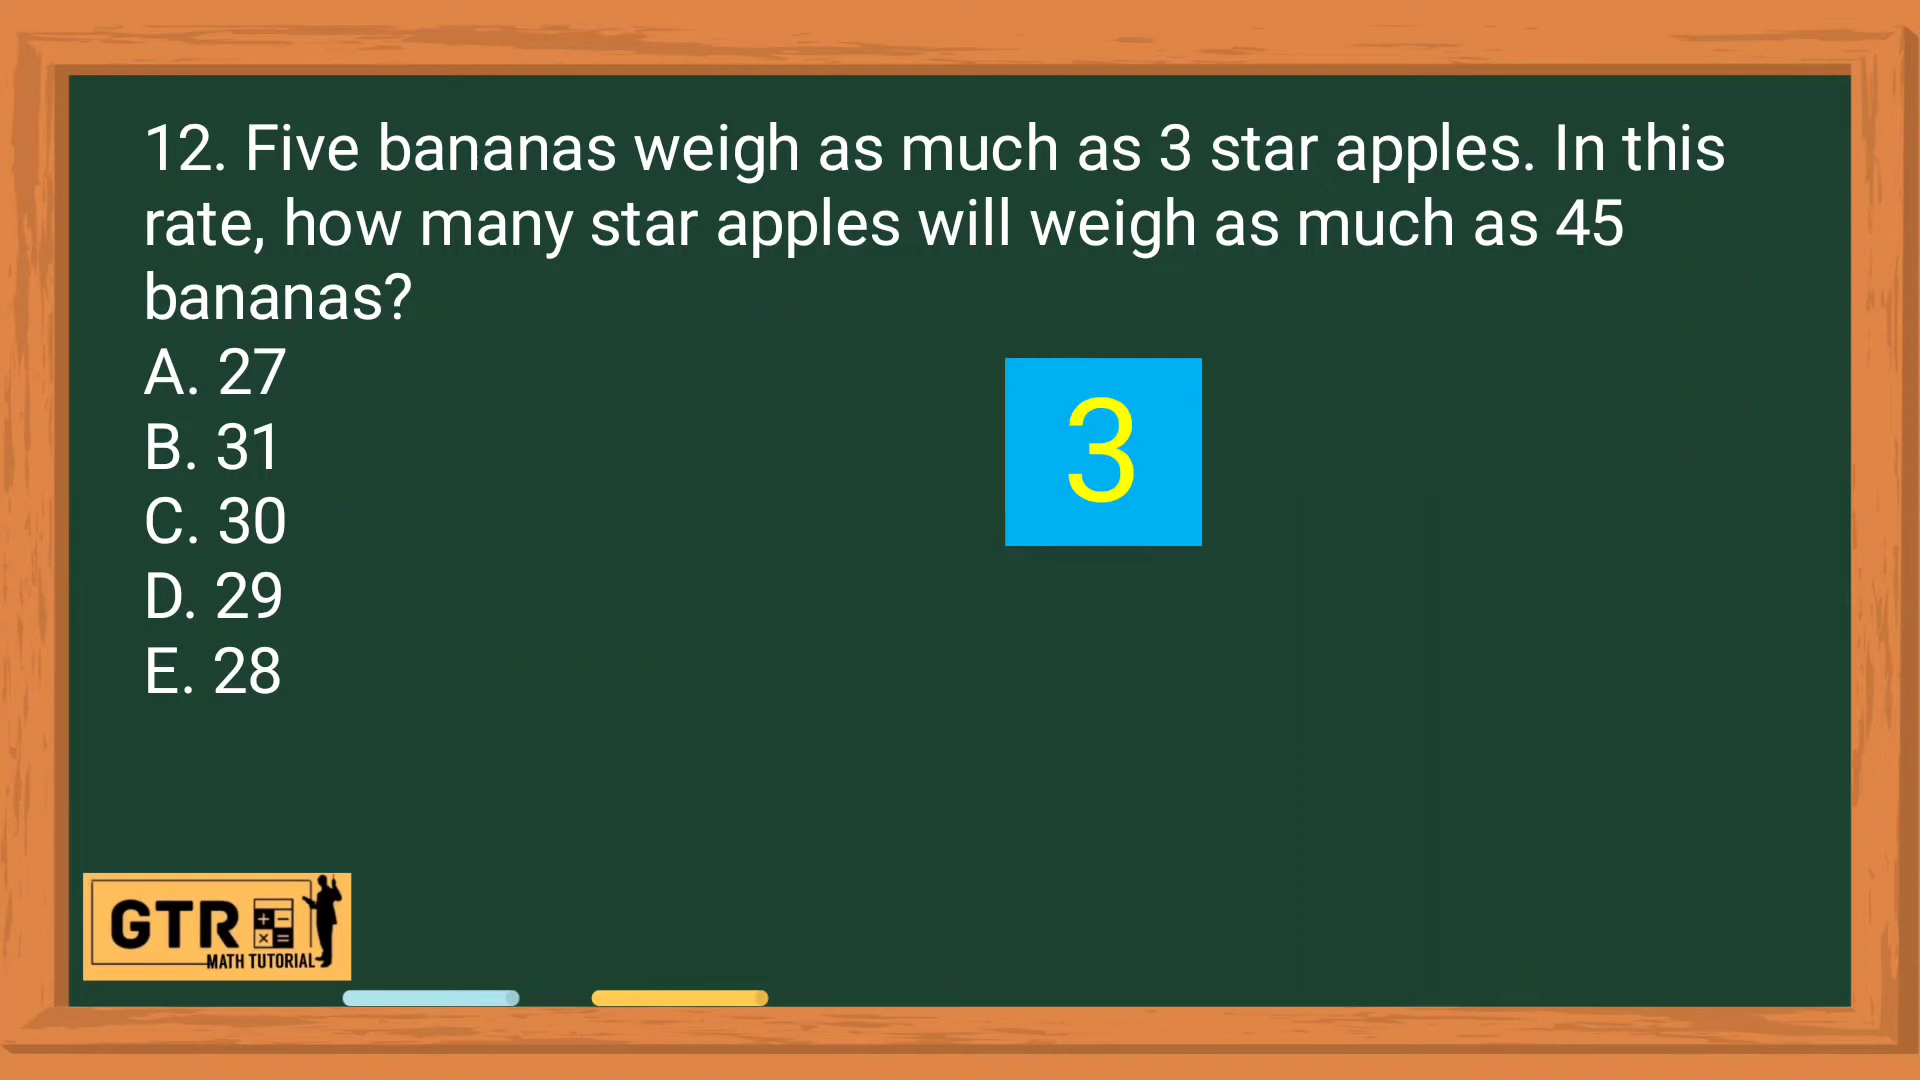 12. Five bananas weigh as much as 3 star apples. In this
rate, how many star apples will weigh as much as 45
bananas?
A. 27
B. 31
C. 30
D. 29
E. 28
3
GTR
MATH TUTORIAL